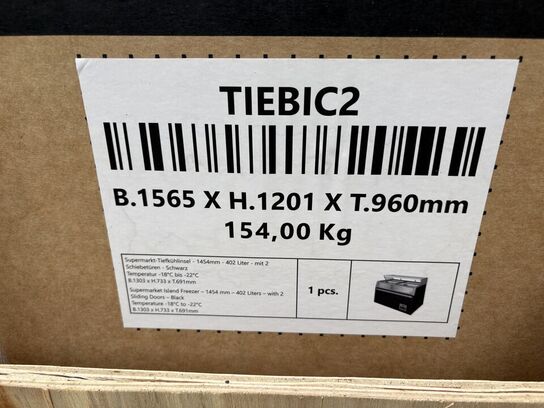 TIEBIC2
B.1565 X H.1201 X T.960mm
154,00 Kg
Supermarkt-Tiefkühlinsel - 1454mm - 402 Liter - mit 2
Schiebetüren - Schwarz
Temperatur -18°C bis -22°C
B.1303 x H.733 x T.691mm
Supermarket Island Freezer – 1454 mm – 402 Liters – with 2
Sliding Doors – Black
Temperature -18°C to -22°C
B.1303 x H.733 x T.691mm
1 pcs.